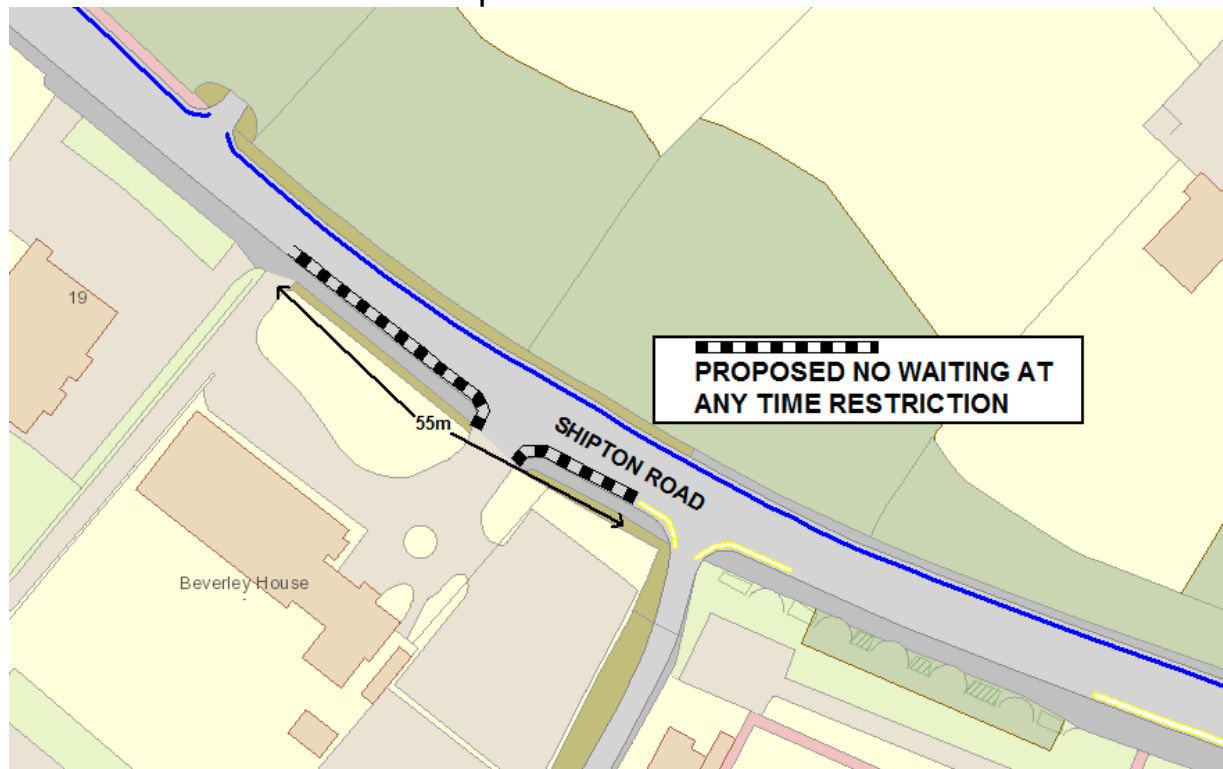 19
PROPOSED NO WAITING AT
ANY TIME RESTRICTION
55m
SHIPTON ROAD
Beverley House